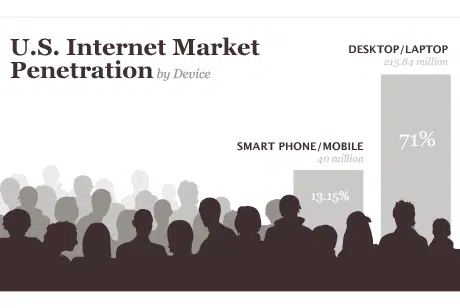 U.S. Internet Market
Penetration by Device
DESKTOP/LAPTOP
215.84 million
71%
SMART PHONE/MOBILE
40 million
13.15%